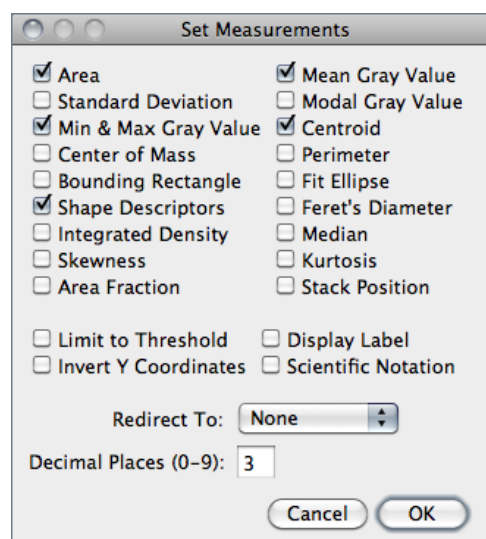 Set Measurements
Area Mean Gray Value
Standard Deviation Modal Gray Value
Min & Max Gray Value Centroid
Center of Mass Perimeter
Bounding Rectangle Fit Ellipse
Shape Descriptors Feret's Diameter
Integrated Density Median
Skewness Kurtosis
Area Fraction Stack Position
Limit to Threshold Display Label
Invert Y Coordinates Scientific Notation
Redirect To: None
Decimal Places (0-9): 3
Cancel OK